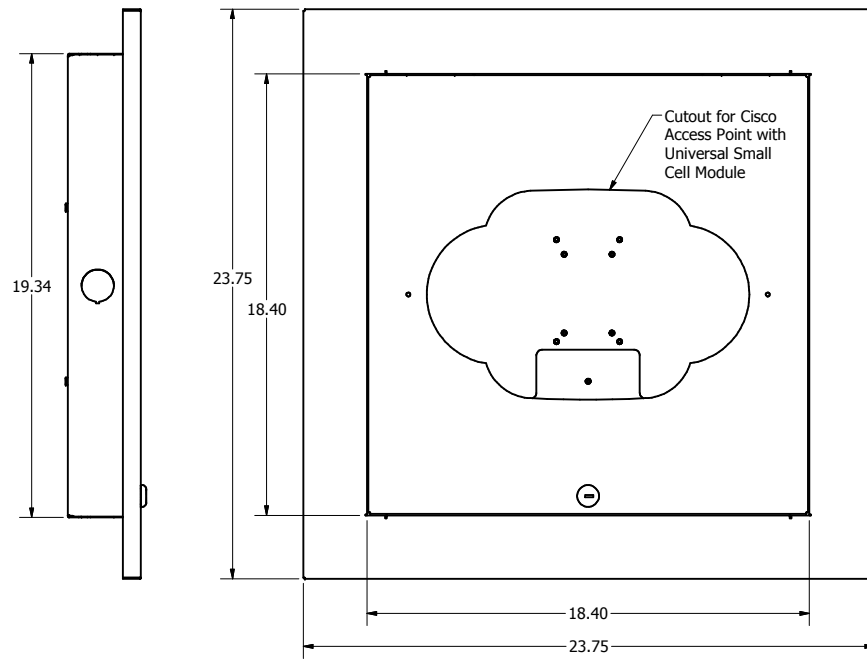 Cutout for Cisco
Access Point with
Universal Small
Cell Module
19.34
23.75
18.40
18.40
23.75